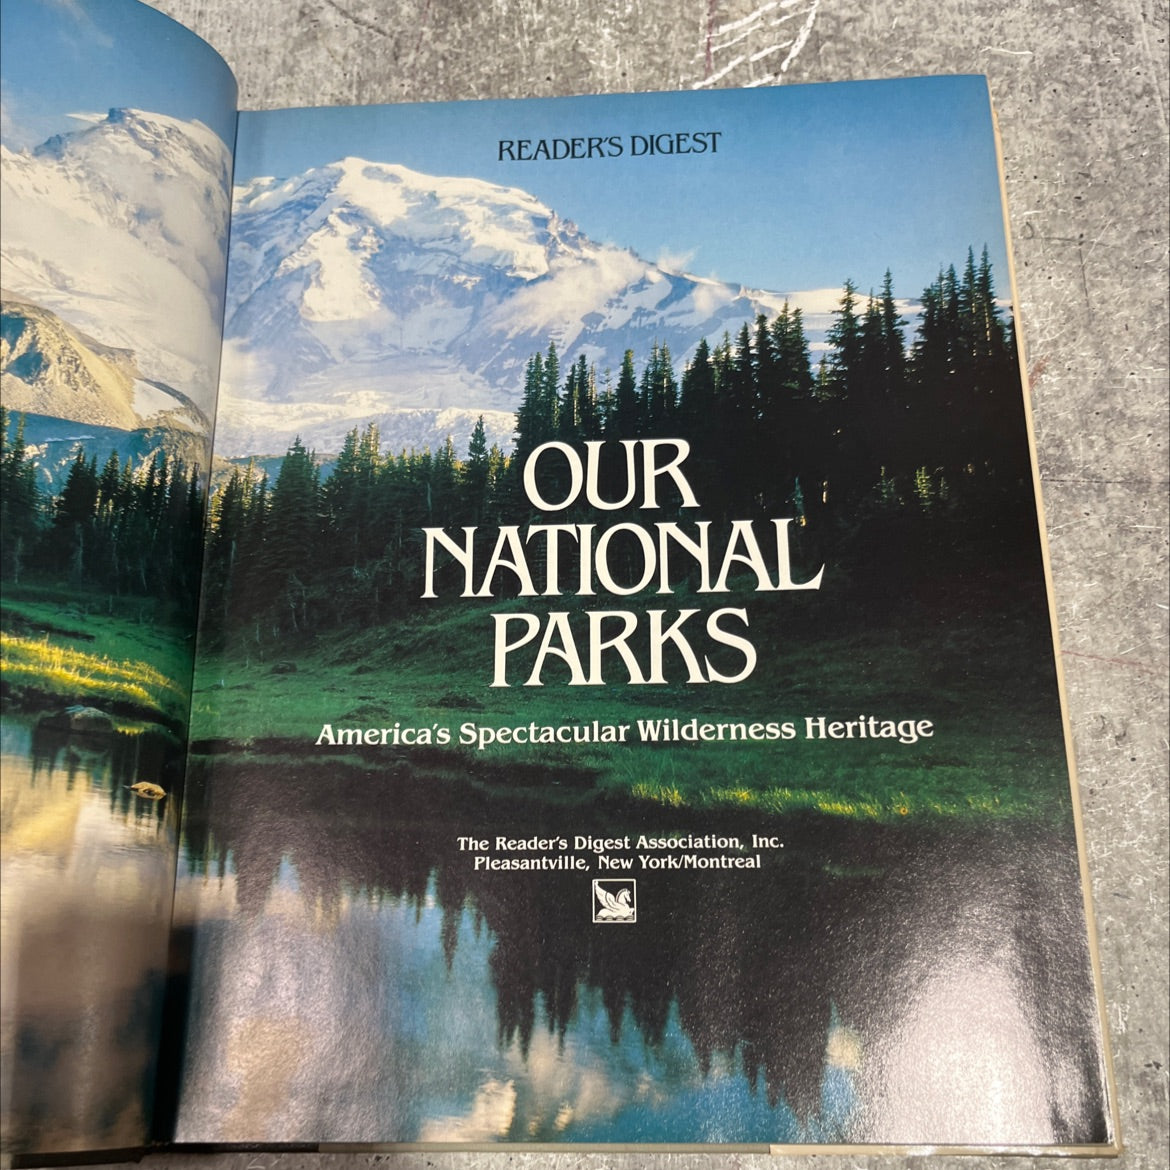 READER'S DIGEST
OUR
NATIONAL
PARKS
America's Spectacular Wilderness Heritage
The Reader's Digest Association, Inc.
Pleasantville, New York/Montreal